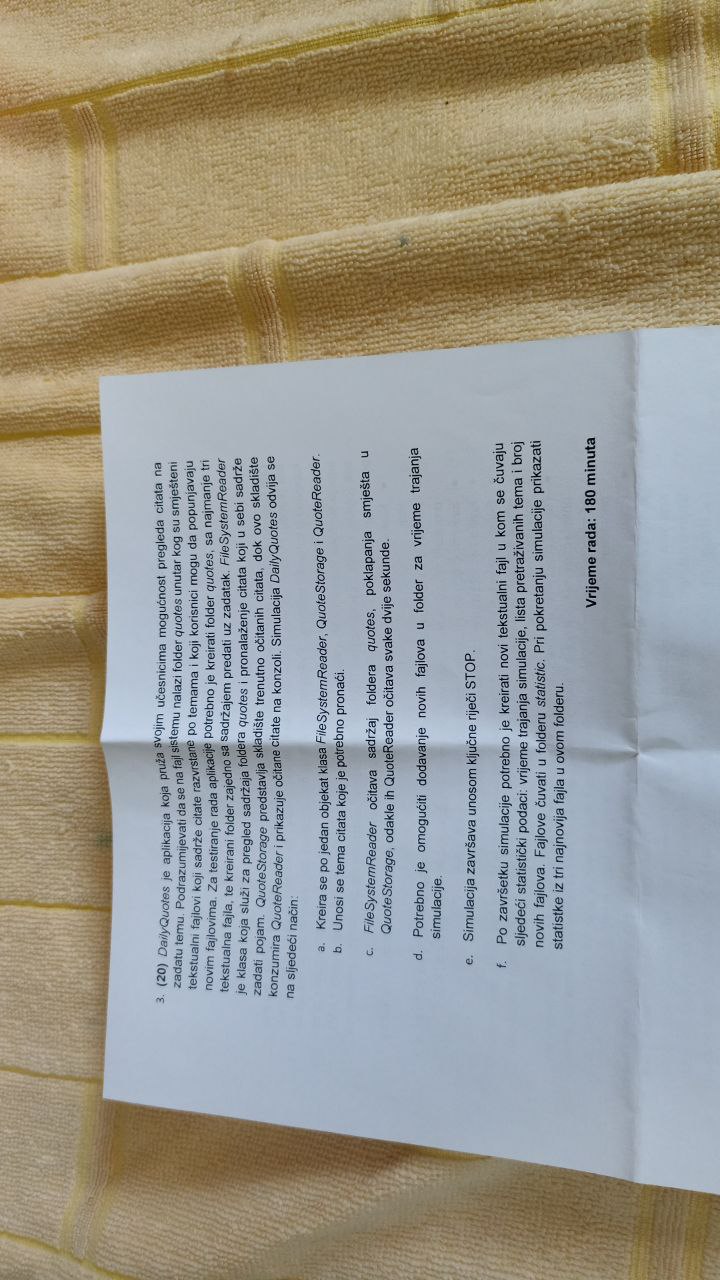 3. (20) DailyQuotes je aplikacija koja pruža svojim učesnicima mogućnost pregleda citata na
zadatu temu. Podrazumijevati da se na fajl sistemu nalazi folder quotes unutar kog su smješteni
tekstualni fajlovi koji sadrže citate razvrstane po temama i koji korisnici mogu da popunjavaju
novim fajlovima. Za testiranje rada aplikacije potrebno je kreirati folder quotes, sa najmanje tri
tekstualna fajla, te kreirani folder zajedno sa sadržajem predati uz zadatak. FileSystemReader
je klasa koja služi za pregled sadržaja foldera quotes i pronalaženje citata koji u sebi sadrže
zadati pojam. QuoteStorage predstavlja skladište trenutno očitanih citata, dok ovo skladište
konzumira QuoteReader i prikazuje očitane citate na konzoli. Simulacija DailyQuotes odvija se
na sljedeći način:
a. Kreira se po jedan objekat klasa FileSystemReader, QuoteStorage i QuoteReader.
b. Unosi se tema citata koje je potrebno pronaći.
c. FileSystemReader očitava sadržaj foldera quotes, poklapanja smješta u
QuoteStorage, odakle ih QuoteReader očitava svake dvije sekunde.
d. Potrebno je omogućiti dodavanje novih fajlova u folder za vrijeme trajanja
simulacije.
e. Simulacija završava unosom ključne riječi STOP.
f. Po završetku simulacije potrebno je kreirati novi tekstualni fajl u kom se čuvaju
sljedeći statistički podaci: vrijeme trajanja simulacije, lista pretraživanih tema i broj
novih fajlova. Fajlove čuvati u folderu statistic. Pri pokretanju simulacije prikazati
statistke iz tri najnovija fajla u ovom folderu.
Vrijeme rada: 180 minuta